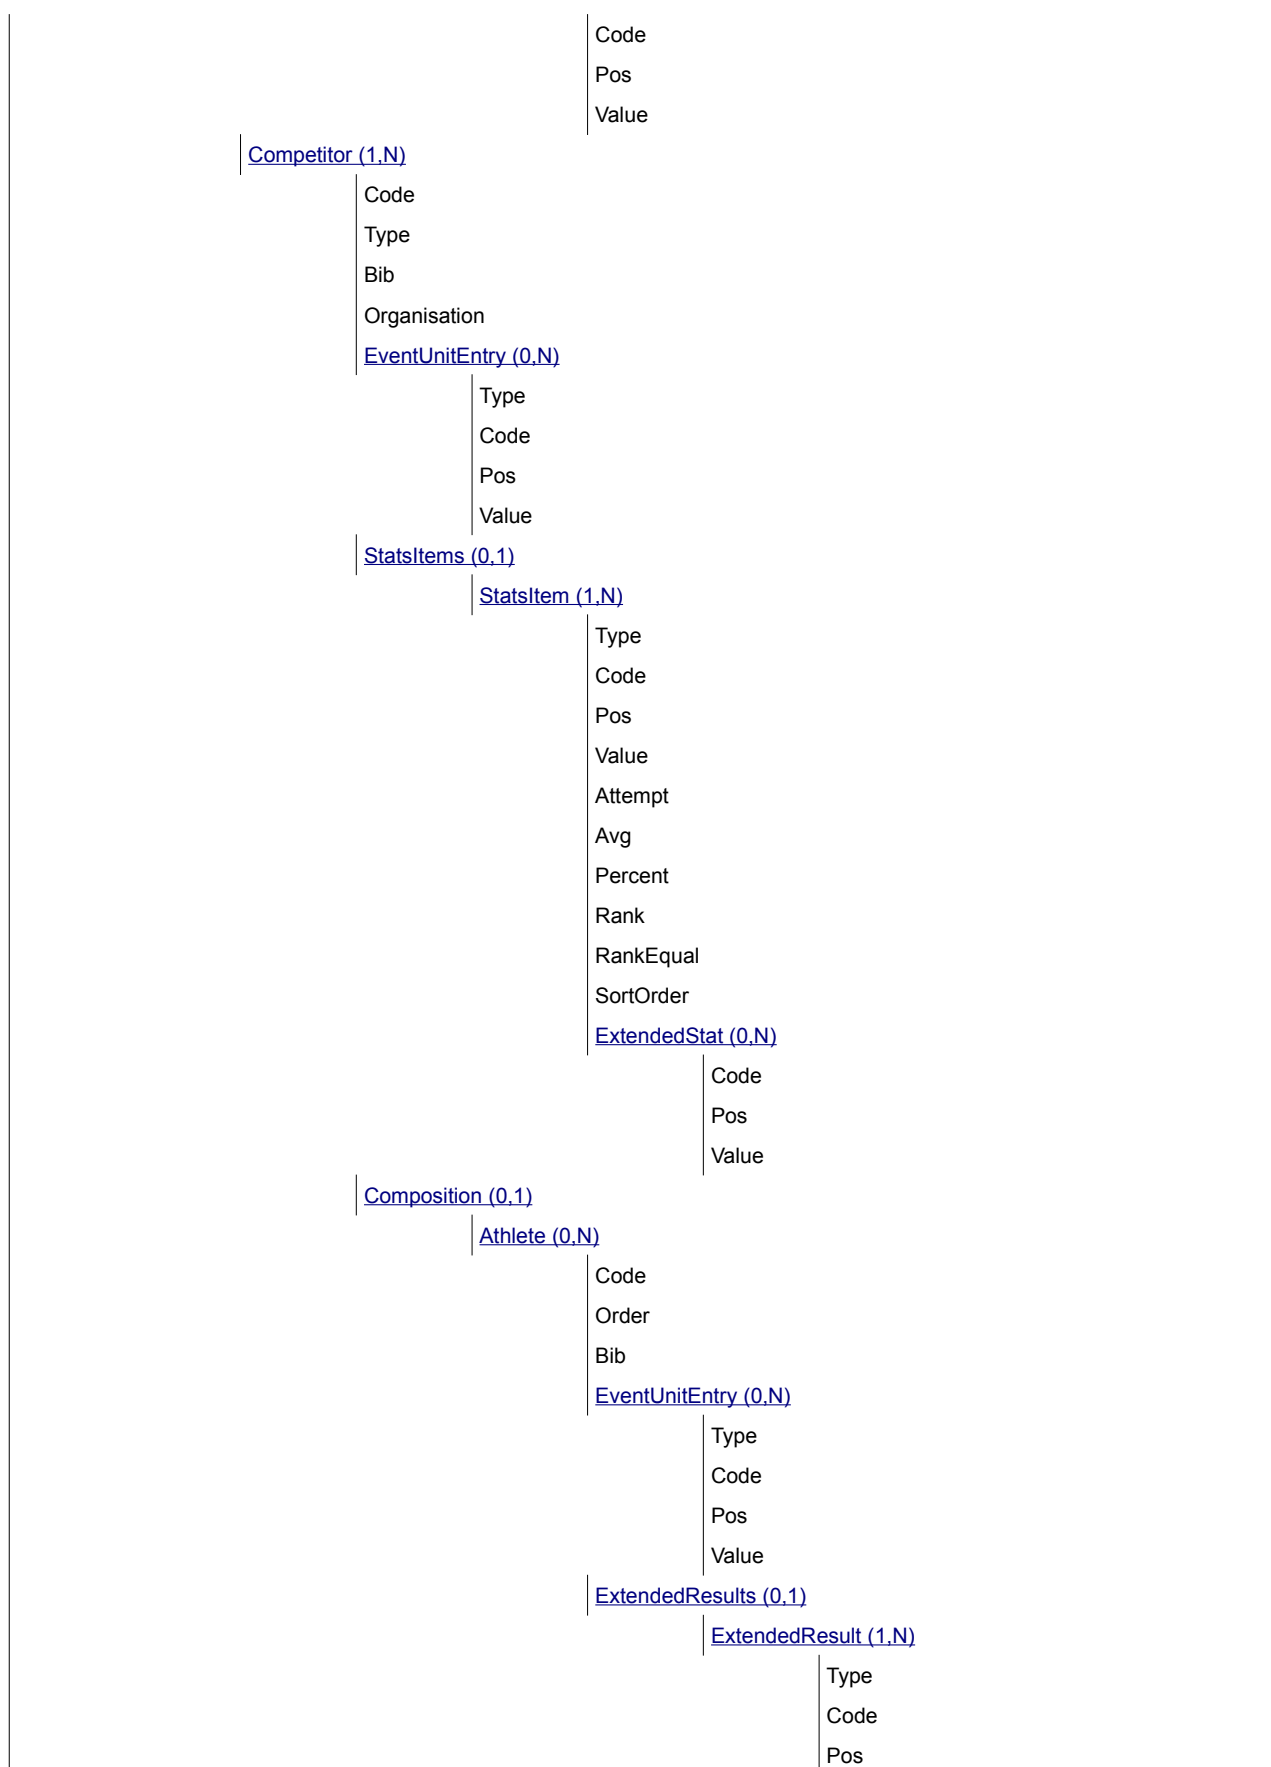 Code
Pos
Value
Competitor (1,N)
Code
Type
Bib
Organisation
EventUnitEntry (0,N)
Type
Code
Pos
Value
StatsItems (0,1)
StatsItem (1,N)
Type
Code
Pos
Value
Attempt
Avg
Percent
Rank
RankEqual
SortOrder
ExtendedStat (0,N)
Code
Pos
Value
Composition (0,1)
Athlete (0,N)
Code
Order
Bib
EventUnitEntry (0,N)
Type
Code
Pos
Value
ExtendedResults (0,1)
ExtendedResult (1,N)
Type
Code
Pos